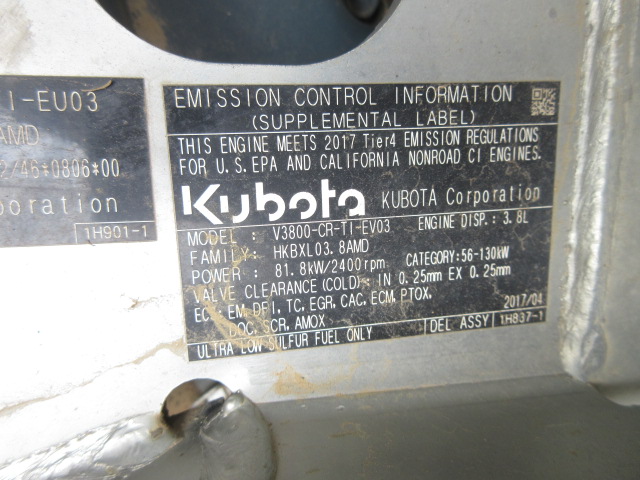 I-EU03
AMD
2/46*0806*00
poration
1H901-1
EMISSION CONTROL INFORMATION
(SUPPLEMENTAL LABEL)
THIS ENGINE MEETS 2017 Tier4 EMISSION REGULATIONS
FOR U.S.EPA AND CALIFORNIA NONROAD CI ENGINES.
Kubota KUBOTA Corporation
MODEL : V3800-CR-TI-EV03 ENGINE DISP.: 3.8L
FAMILY: HKBXL03.8AMD
POWER : 81.8kW/2400rpm CATEGORY:56-130kW
VALVE CLEARANCE (COLD): IN 0.25mm EX 0.25mm
EM, DFI, TC, EGR, CAC, ECM, PTOX,
DOC, SCR, AMOX 2017/04
ULTRA LOW SULFUR FUEL ONLY DEL ASSY 1H837-1